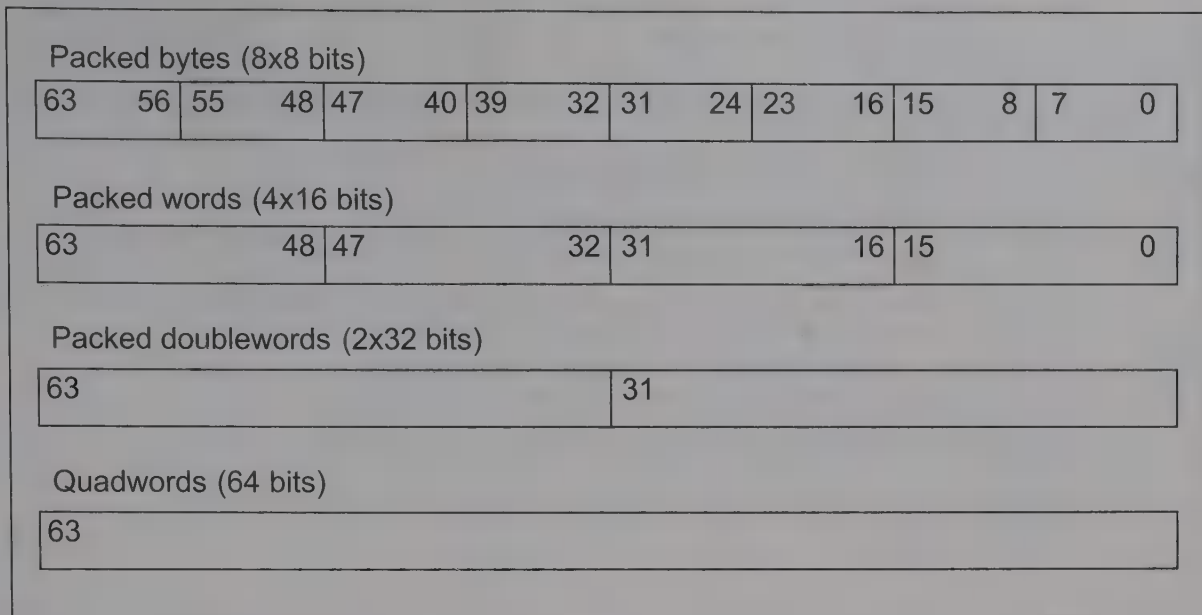 Packed bytes (8x8 bits)
63 56 55 48 47 40 39 32 31 24 23 16 15 8 7 0
Packed words (4x16 bits)
63 48 47 32 31 16 15 0
Packed doublewords (2x32 bits)
63 31
Quadwords (64 bits)
63